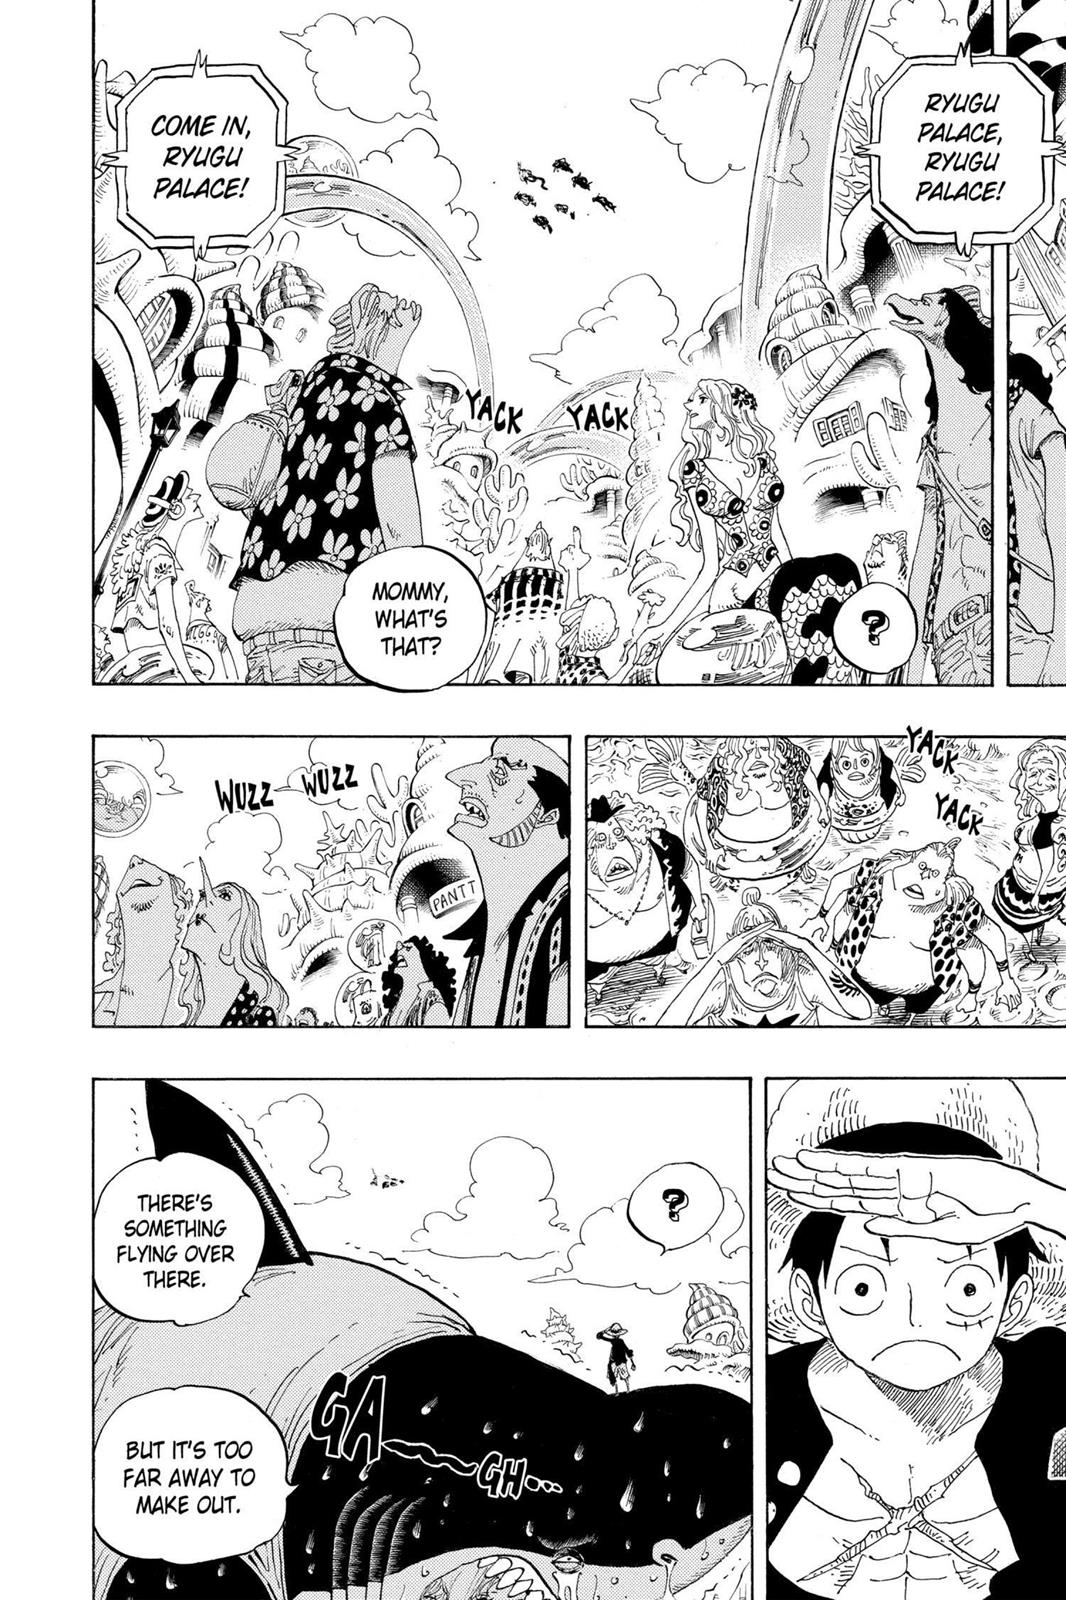 RYUGU
PALACE,
RYUGU
PALACE!
COME IN,
RYUGU
PALACE!
YACK
YACK
MOMMY,
WHAT'S
THAT?
?
YACK
YACK
WUZZ
WUZZ
PANTT
?
THERE'S
SOMETHING
FLYING OVER
THERE.
BUT IT'S TOO
FAR AWAY TO
MAKE OUT.
GA
GH...